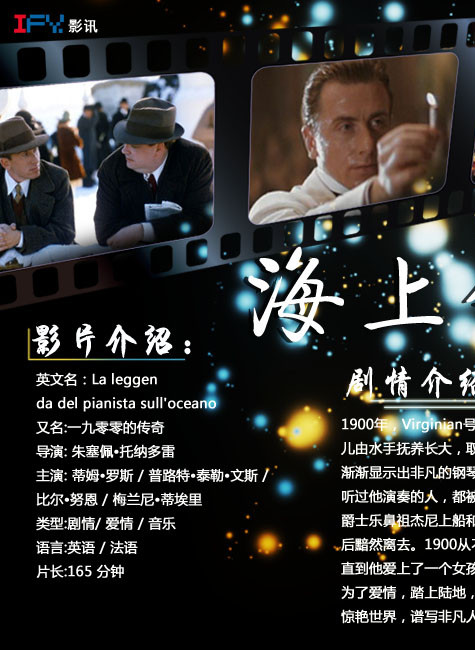 IFY.影讯
海上
影片介绍：
英文名：La leggen
da del pianista sull'oceano
又名:一九零零的传奇
导演: 朱塞佩•托纳多雷
主演: 蒂姆•罗斯 / 普路特•泰勒•文斯 /
比尔•努恩 / 梅兰尼•蒂埃里
类型:剧情/ 爱情 / 音乐
语言:英语 / 法语
片长:165 分钟
剧情介绍
1900年，Virginian号
儿由水手抚养长大，取
渐渐显示出非凡的钢琴
听过他演奏的人，都被
爵士乐鼻祖杰尼上船和
后黯然离去。1900从不
直到他爱上了一个女孩
为了爱情，踏上陆地，
惊艳世界，谱写非凡人